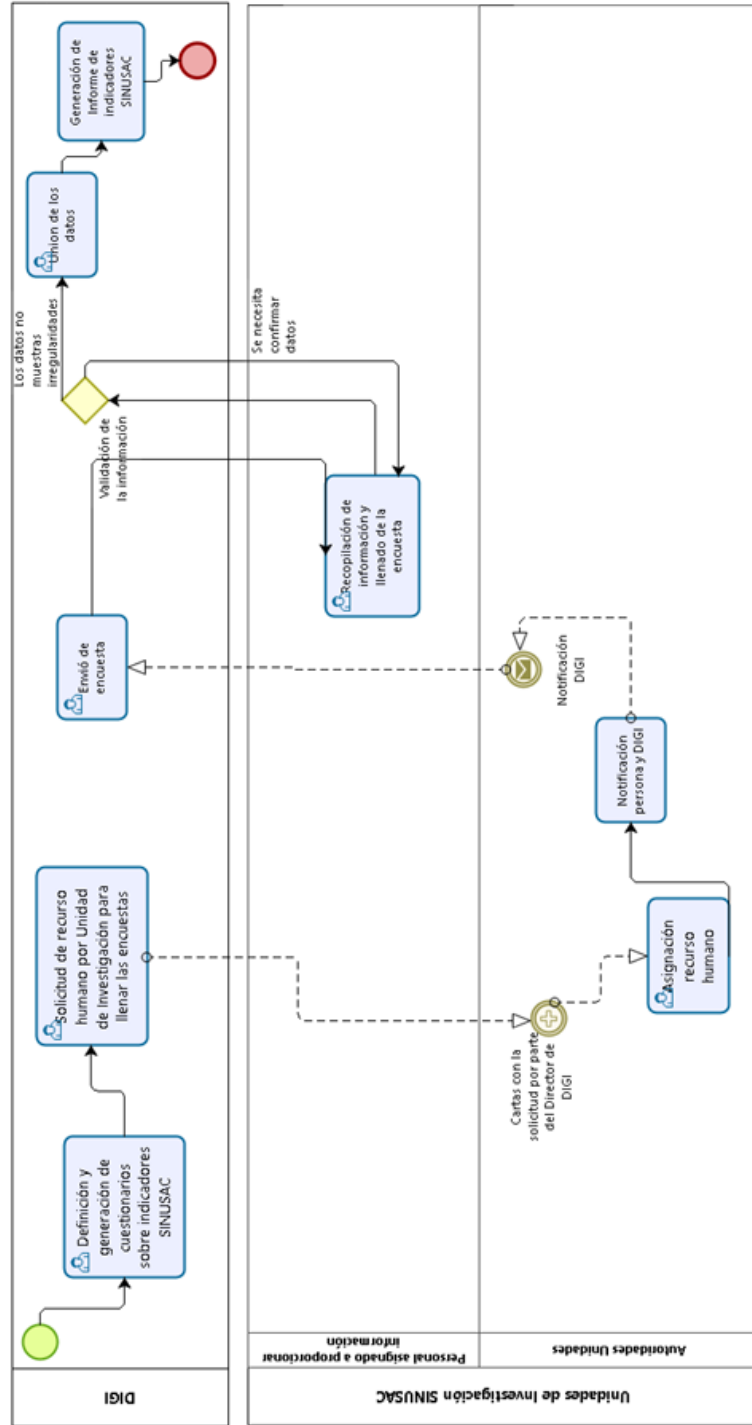 DIGI
Definición y
generación de
cuestionarios
sobre indicadores
SINUSAC
Solicitud de recurso
humano por Unidad
de Investigación para
llenar las encuestas
Envió de
encuesta
Validación de
la información
Los datos no
muestras
irregularidades
Union de los
datos
Generación de
Informe de
indicadores
SINUSAC
Unidades de Investigación SINUSAC
Personal asignado a proporcionar
información
Recopilación de
información y
llenado de la
encuesta
Se necesita
confirmar
datos
Autoridades Unidades
Cartas con la
solicitud por parte
del Director de
DIGI
Asignación
recurso
humano
Notificación
persona y DIGI
Notificación
DIGI